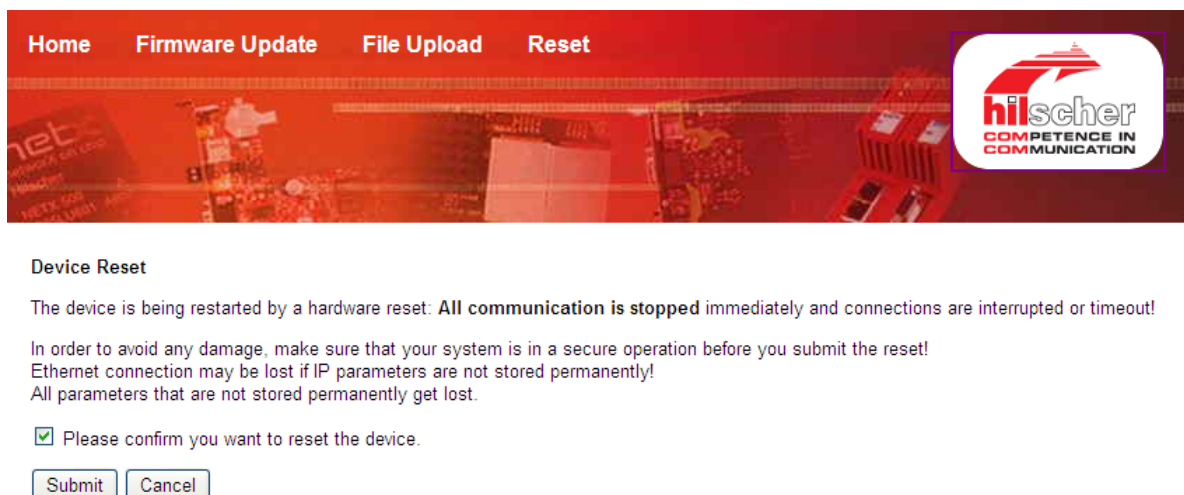 Home Firmware Update File Upload Reset
hilscher
COMPETENCE IN
COMMUNICATION
netX
NETX 500
Device Reset
The device is being restarted by a hardware reset: All communication is stopped immediately and connections are interrupted or timeout!
In order to avoid any damage, make sure that your system is in a secure operation before you submit the reset!
Ethernet connection may be lost if IP parameters are not stored permanently!
All parameters that are not stored permanently get lost.
Please confirm you want to reset the device.
Submit Cancel